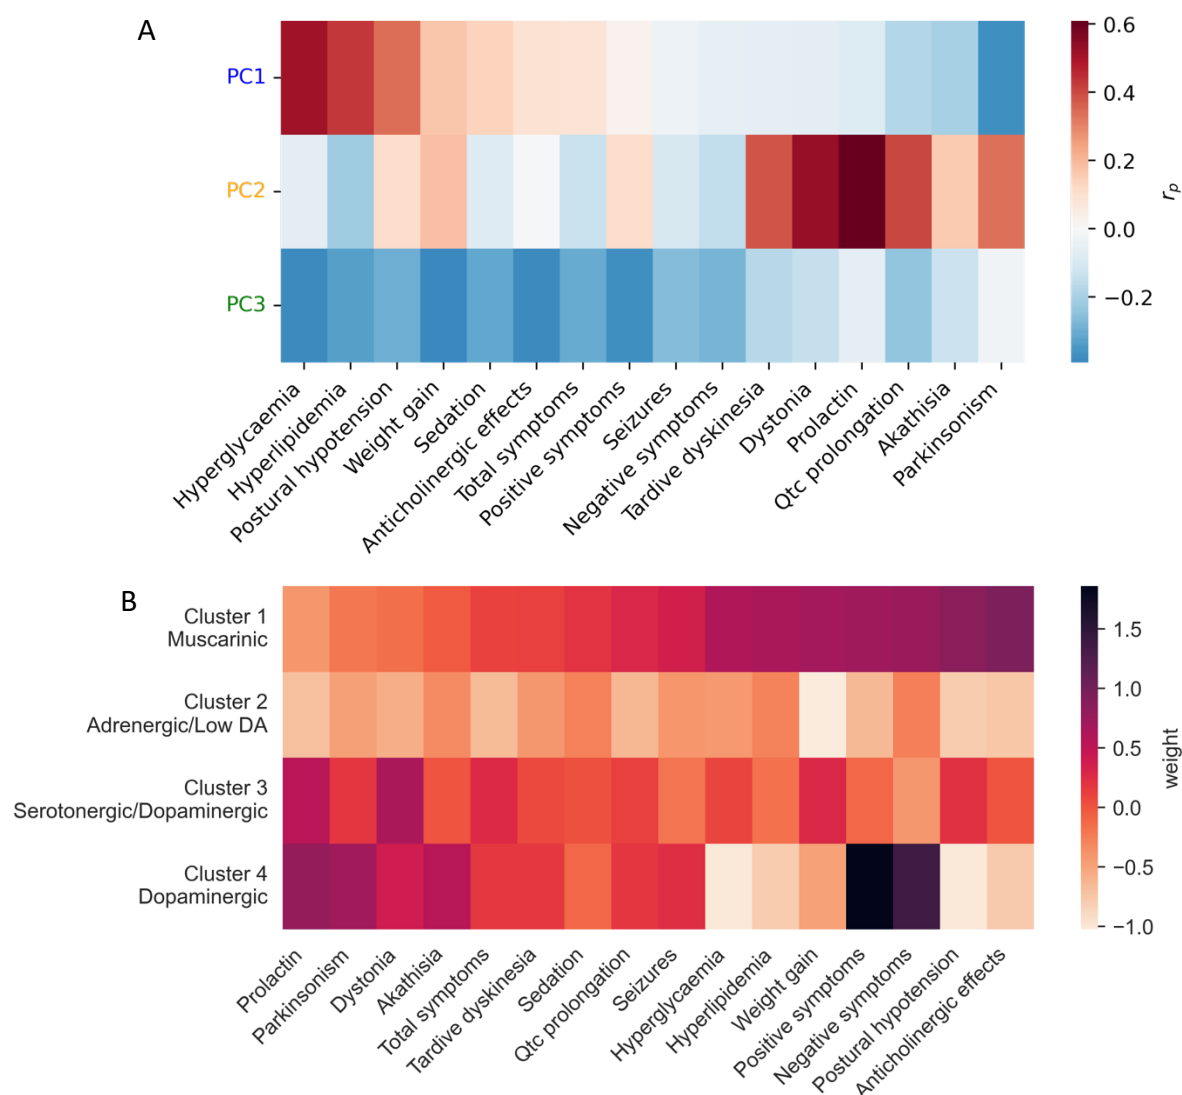 A
PC1
PC2
PC3
0.6
0.4
0.2
0.0
−0.2
r_p
Hyperglycaemia
Hyperlipidemia
Postural hypotension
Weight gain
Sedation
Anticholinergic effects
Total symptoms
Positive symptoms
Seizures
Negative symptoms
Tardive dyskinesia
Dystonia
Prolactin
Qtc prolongation
Akathisia
Parkinsonism
B
Cluster 1
Muscarinic
Cluster 2
Adrenergic/Low DA
Cluster 3
Serotonergic/Dopaminergic
Cluster 4
Dopaminergic
1.5
1.0
0.5
0.0
−0.5
−1.0
weight
Prolactin
Parkinsonism
Dystonia
Akathisia
Total symptoms
Tardive dyskinesia
Sedation
Qtc prolongation
Seizures
Hyperglycaemia
Hyperlipidemia
Weight gain
Positive symptoms
Negative symptoms
Postural hypotension
Anticholinergic effects